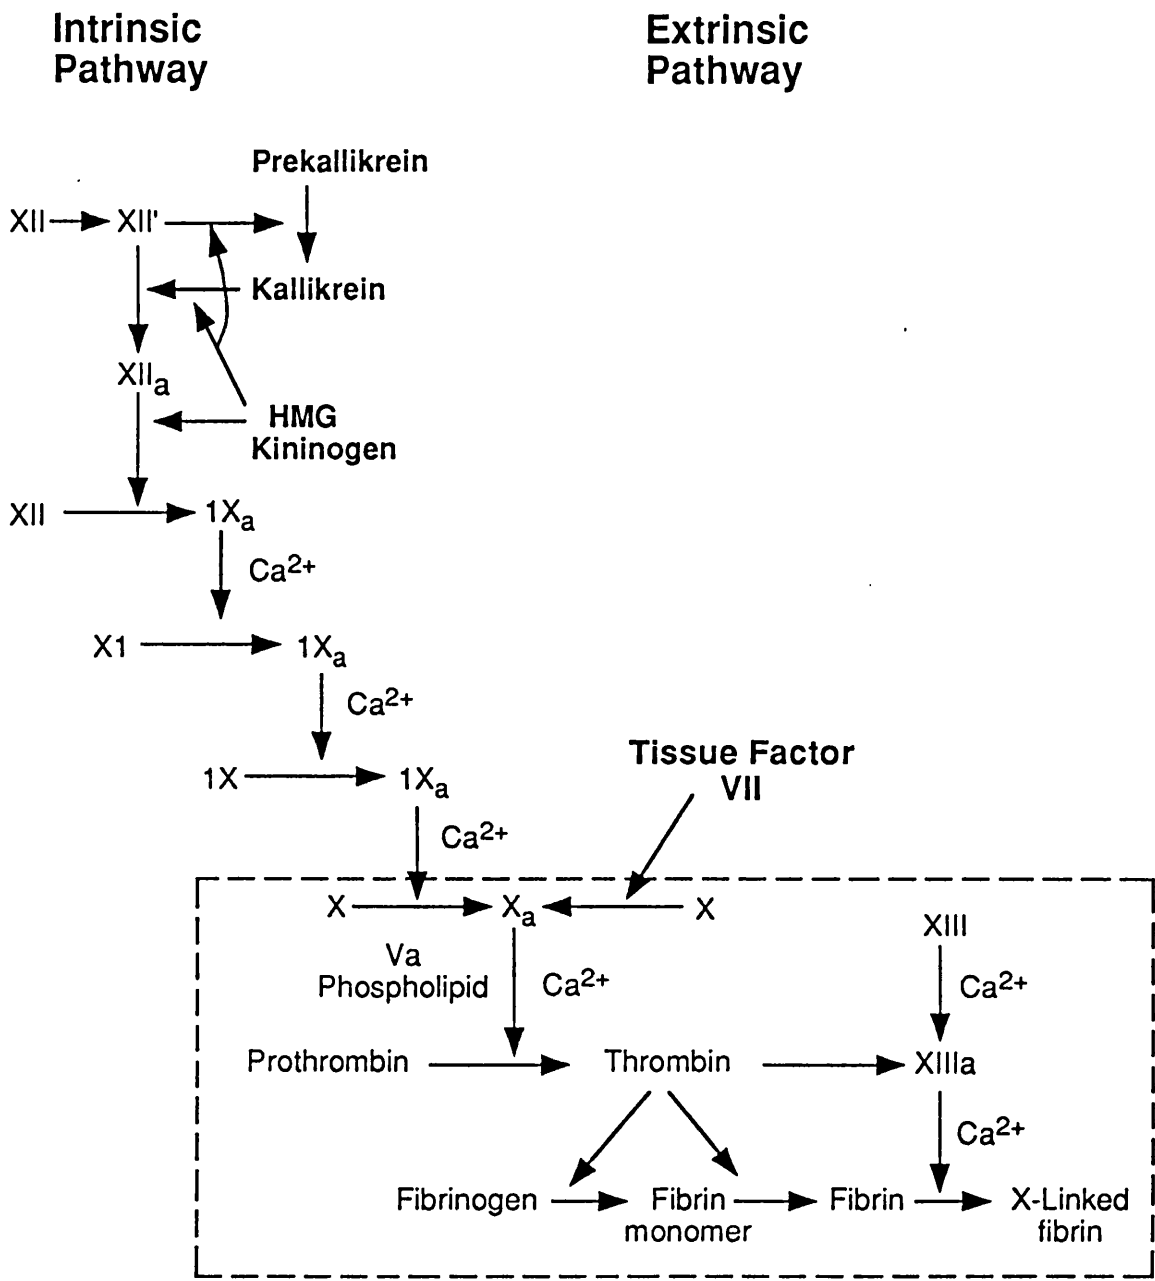 Intrinsic
Pathway
Extrinsic
Pathway
Prekallikrein
XII
XII'
Kallikrein
XIIa
HMG
Kininogen
XII
1Xa
Ca2+
X1
1Xa
Ca2+
Tissue Factor
VII
1X
1Xa
Ca2+
X
Xa
X
XIII
Va
Phospholipid
Ca2+
Ca2+
Prothrombin
Thrombin
XIIIa
Ca2+
Fibrinogen
Fibrin
monomer
Fibrin
X-Linked
fibrin